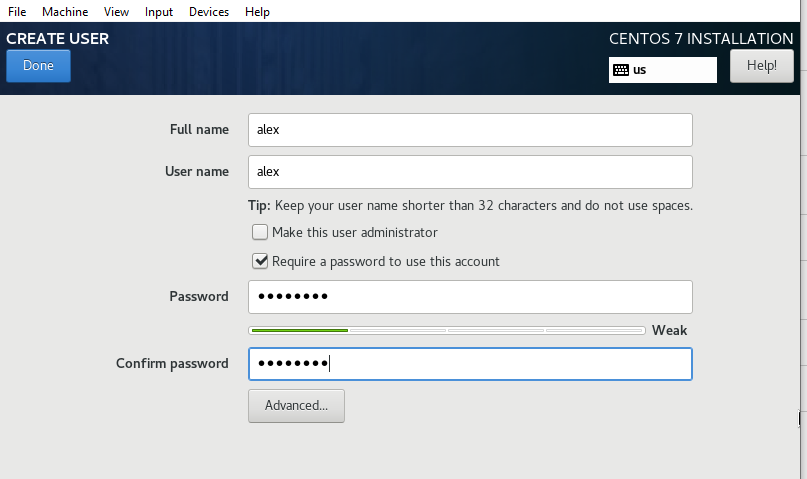 File Machine View Input Devices Help
CREATE USER
CENTOS 7 INSTALLATION
Done
us
Help!
Full name
alex
User name
alex
Tip: Keep your user name shorter than 32 characters and do not use spaces.
Make this user administrator
Require a password to use this account
Password
●●●●●●●●
Weak
Confirm password
●●●●●●●●
Advanced...